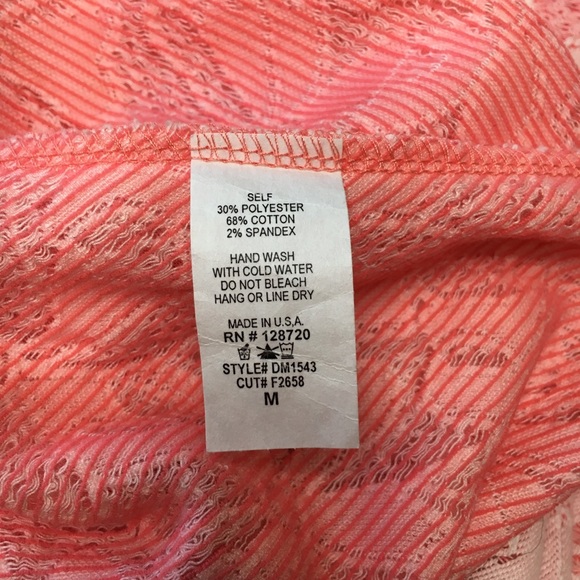 SELF
30% POLYESTER
68% COTTON
2% SPANDEX
HAND WASH
WITH COLD WATER
DO NOT BLEACH
HANG OR LINE DRY
MADE IN U.S.A.
RN # 128720
STYLE# DM1543
CUT# F2658
M